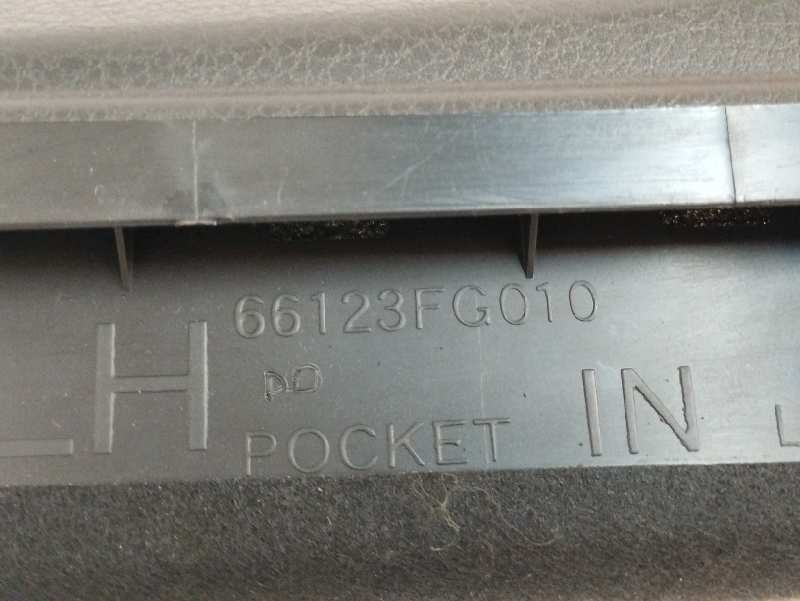 66123FG010
LH
IN
POCKET